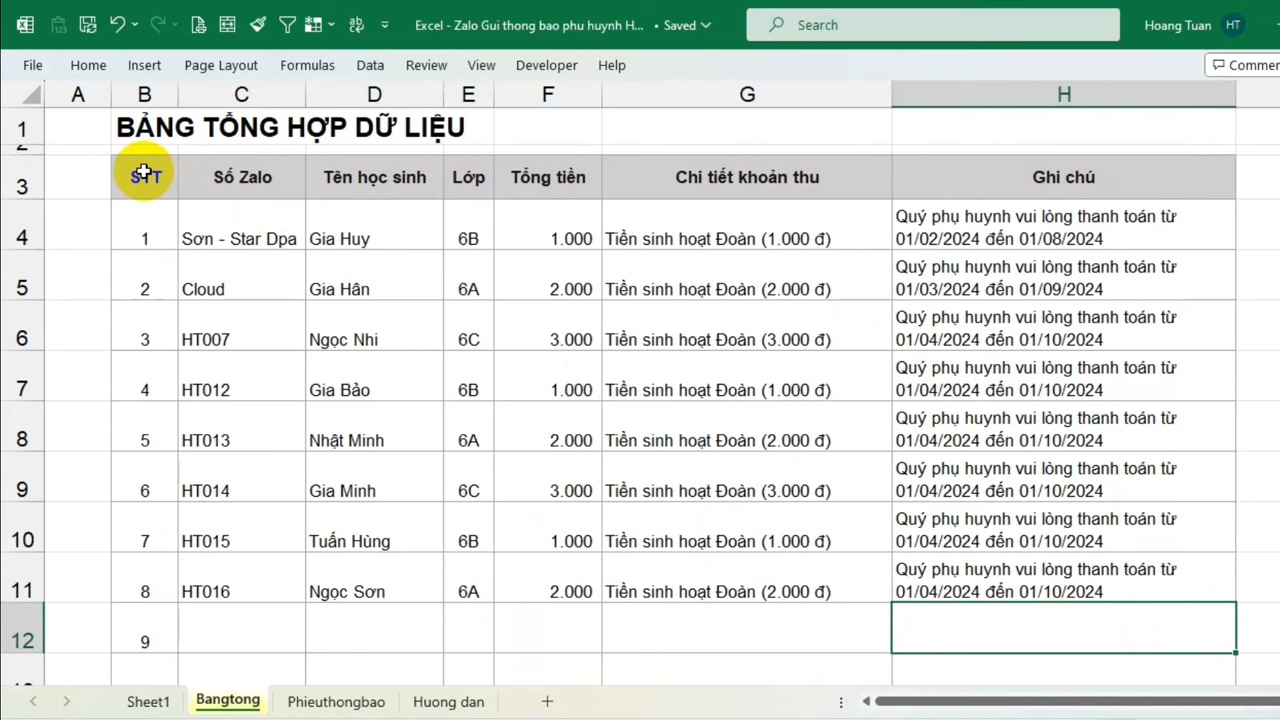 Excel - Zalo Gui thong bao phu huynh H... • Saved
Search
Hoang Tuan HT
File Home Insert Page Layout Formulas Data Review View Developer Help
Commen
A B C D E F G H
1 BẢNG TỔNG HỢP DỮ LIỆU
2
3 STT Số Zalo Tên học sinh Lớp Tổng tiền Chi tiết khoản thu Ghi chú
4 1 Sơn - Star Dpa Gia Huy 6B 1.000 Tiền sinh hoạt Đoàn (1.000 đ) Quý phụ huynh vui lòng thanh toán từ
01/02/2024 đến 01/08/2024
5 2 Cloud Gia Hân 6A 2.000 Tiền sinh hoạt Đoàn (2.000 đ) Quý phụ huynh vui lòng thanh toán từ
01/03/2024 đến 01/09/2024
6 3 HT007 Ngọc Nhi 6C 3.000 Tiền sinh hoạt Đoàn (3.000 đ) Quý phụ huynh vui lòng thanh toán từ
01/04/2024 đến 01/10/2024
7 4 HT012 Gia Bảo 6B 1.000 Tiền sinh hoạt Đoàn (1.000 đ) Quý phụ huynh vui lòng thanh toán từ
01/04/2024 đến 01/10/2024
8 5 HT013 Nhật Minh 6A 2.000 Tiền sinh hoạt Đoàn (2.000 đ) Quý phụ huynh vui lòng thanh toán từ
01/04/2024 đến 01/10/2024
9 6 HT014 Gia Minh 6C 3.000 Tiền sinh hoạt Đoàn (3.000 đ) Quý phụ huynh vui lòng thanh toán từ
01/04/2024 đến 01/10/2024
10 7 HT015 Tuấn Hùng 6B 1.000 Tiền sinh hoạt Đoàn (1.000 đ) Quý phụ huynh vui lòng thanh toán từ
01/04/2024 đến 01/10/2024
11 8 HT016 Ngọc Sơn 6A 2.000 Tiền sinh hoạt Đoàn (2.000 đ) Quý phụ huynh vui lòng thanh toán từ
01/04/2024 đến 01/10/2024
12 9
Sheet1 Bangtong Phieuthongbao Huong dan